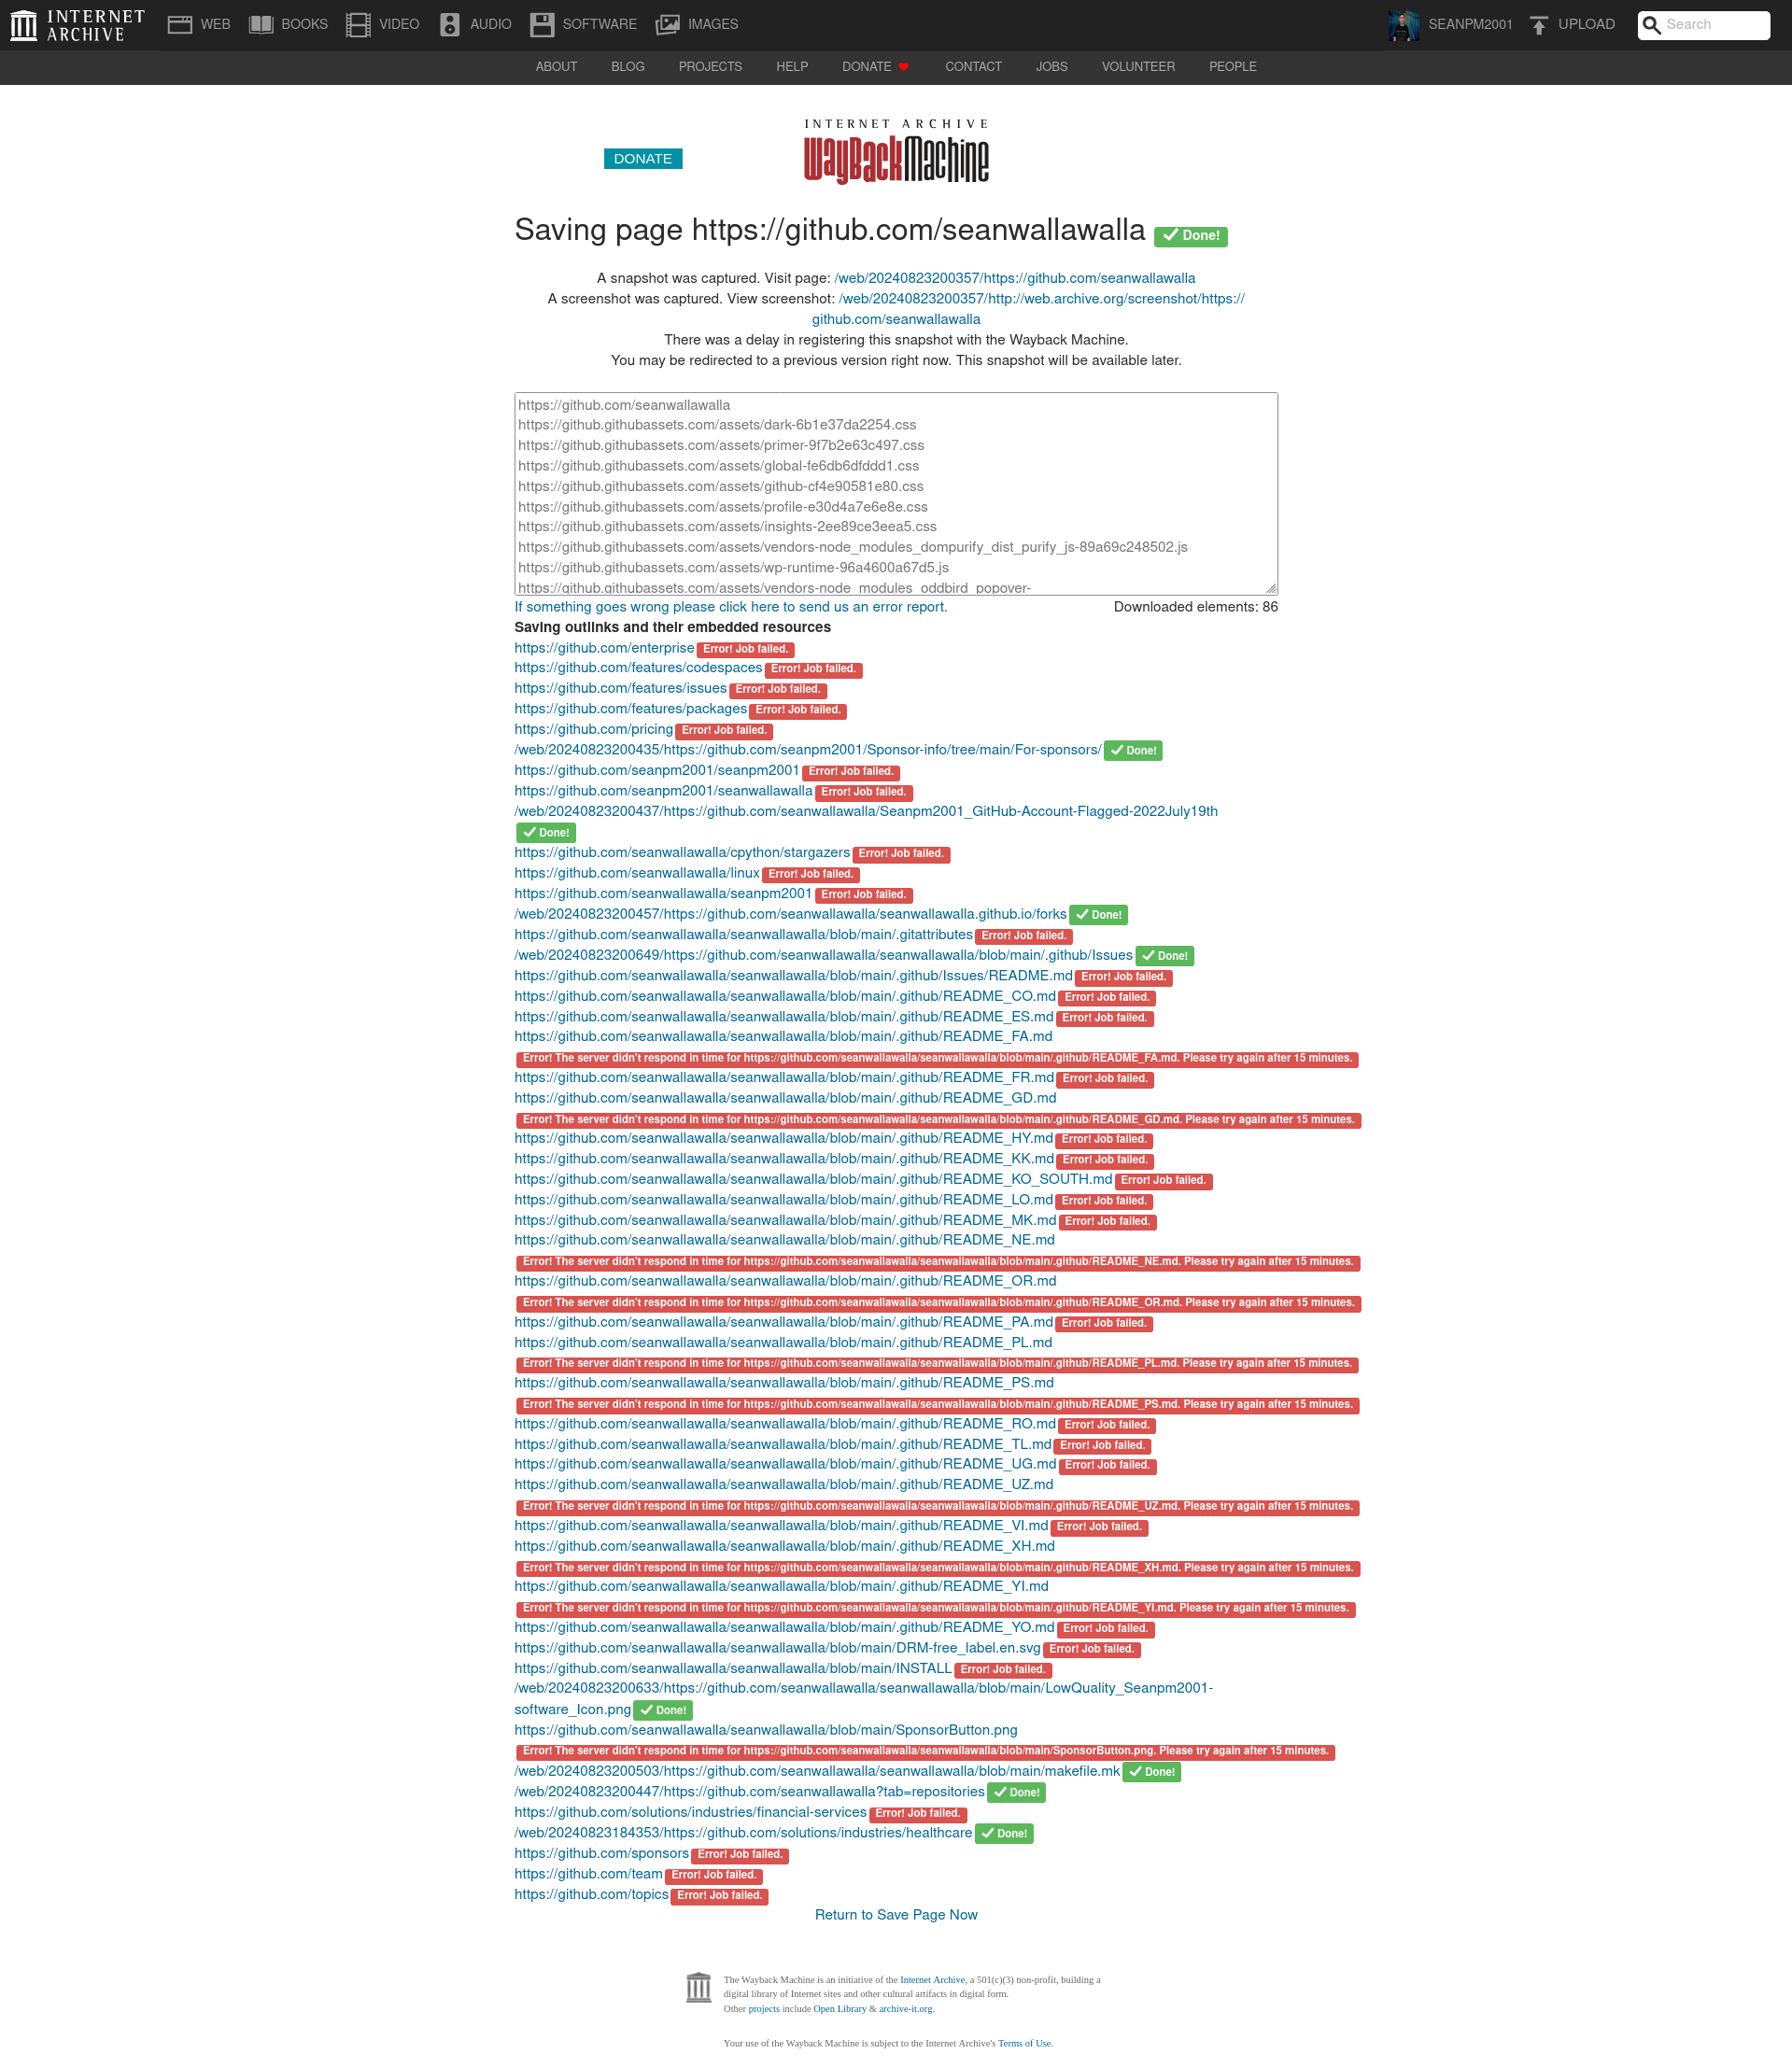 INTERNET ARCHIVE
WEB BOOKS VIDEO AUDIO SOFTWARE IMAGES SEANPM2001 UPLOAD Search
ABOUT BLOG PROJECTS HELP DONATE CONTACT JOBS VOLUNTEER PEOPLE
INTERNET ARCHIVE
DONATE
WayBackMachine
Saving page https://github.com/seanwallawalla Done!
A snapshot was captured. Visit page: /web/20240823200357/https://github.com/seanwallawalla
A screenshot was captured. View screenshot: /web/20240823200357/http://web.archive.org/screenshot/https://
github.com/seanwallawalla
There was a delay in registering this snapshot with the Wayback Machine.
You may be redirected to a previous version right now. This snapshot will be available later.
https://github.com/seanwallawalla
https://github.githubassets.com/assets/dark-6b1e37da2254.css
https://github.githubassets.com/assets/primer-9f7b2e63c497.css
https://github.githubassets.com/assets/global-fe6db6dfddd1.css
https://github.githubassets.com/assets/github-cf4e90581e80.css
https://github.githubassets.com/assets/profile-e30d4a7e6e8e.css
https://github.githubassets.com/assets/insights-2ee89ce3eea5.css
https://github.githubassets.com/assets/vendors-node_modules_dompurify_dist_purify_js-89a69c248502.js
https://github.githubassets.com/assets/wp-runtime-96a4600a67d5.js
https://github.githubassets.com/assets/vendors-node_modules_oddbird_popover-
If something goes wrong please click here to send us an error report. Downloaded elements: 86
Saving outlinks and their embedded resources
https://github.com/enterprise Error! Job failed.
https://github.com/features/codespaces Error! Job failed.
https://github.com/features/issues Error! Job failed.
https://github.com/features/packages Error! Job failed.
https://github.com/pricing Error! Job failed.
/web/20240823200435/https://github.com/seanpm2001/Sponsor-info/tree/main/For-sponsors/ Done!
https://github.com/seanpm2001/seanpm2001 Error! Job failed.
https://github.com/seanpm2001/seanwallawalla Error! Job failed.
/web/20240823200437/https://github.com/seanwallawalla/Seanpm2001_GitHub-Account-Flagged-2022July19th
Done!
https://github.com/seanwallawalla/cpython/stargazers Error! Job failed.
https://github.com/seanwallawalla/linux Error! Job failed.
https://github.com/seanwallawalla/seanpm2001 Error! Job failed.
/web/20240823200457/https://github.com/seanwallawalla/seanwallawalla.github.io/forks Done!
https://github.com/seanwallawalla/seanwallawalla/blob/main/.gitattributes Error! Job failed.
/web/20240823200649/https://github.com/seanwallawalla/seanwallawalla/blob/main/.github/Issues Done!
https://github.com/seanwallawalla/seanwallawalla/blob/main/.github/Issues/README.md Error! Job failed.
https://github.com/seanwallawalla/seanwallawalla/blob/main/.github/README_CO.md Error! Job failed.
https://github.com/seanwallawalla/seanwallawalla/blob/main/.github/README_ES.md Error! Job failed.
https://github.com/seanwallawalla/seanwallawalla/blob/main/.github/README_FA.md
Error! The server didn't respond in time for https://github.com/seanwallawalla/seanwallawalla/blob/main/.github/README_FA.md. Please try again after 15 minutes.
https://github.com/seanwallawalla/seanwallawalla/blob/main/.github/README_FR.md Error! Job failed.
https://github.com/seanwallawalla/seanwallawalla/blob/main/.github/README_GD.md
Error! The server didn't respond in time for https://github.com/seanwallawalla/seanwallawalla/blob/main/.github/README_GD.md. Please try again after 15 minutes.
https://github.com/seanwallawalla/seanwallawalla/blob/main/.github/README_HY.md Error! Job failed.
https://github.com/seanwallawalla/seanwallawalla/blob/main/.github/README_KK.md Error! Job failed.
https://github.com/seanwallawalla/seanwallawalla/blob/main/.github/README_KO_SOUTH.md Error! Job failed.
https://github.com/seanwallawalla/seanwallawalla/blob/main/.github/README_LO.md Error! Job failed.
https://github.com/seanwallawalla/seanwallawalla/blob/main/.github/README_MK.md Error! Job failed.
https://github.com/seanwallawalla/seanwallawalla/blob/main/.github/README_NE.md
Error! The server didn't respond in time for https://github.com/seanwallawalla/seanwallawalla/blob/main/.github/README_NE.md. Please try again after 15 minutes.
https://github.com/seanwallawalla/seanwallawalla/blob/main/.github/README_OR.md
Error! The server didn't respond in time for https://github.com/seanwallawalla/seanwallawalla/blob/main/.github/README_OR.md. Please try again after 15 minutes.
https://github.com/seanwallawalla/seanwallawalla/blob/main/.github/README_PA.md Error! Job failed.
https://github.com/seanwallawalla/seanwallawalla/blob/main/.github/README_PL.md
Error! The server didn't respond in time for https://github.com/seanwallawalla/seanwallawalla/blob/main/.github/README_PL.md. Please try again after 15 minutes.
https://github.com/seanwallawalla/seanwallawalla/blob/main/.github/README_PS.md
Error! The server didn't respond in time for https://github.com/seanwallawalla/seanwallawalla/blob/main/.github/README_PS.md. Please try again after 15 minutes.
https://github.com/seanwallawalla/seanwallawalla/blob/main/.github/README_RO.md Error! Job failed.
https://github.com/seanwallawalla/seanwallawalla/blob/main/.github/README_TL.md Error! Job failed.
https://github.com/seanwallawalla/seanwallawalla/blob/main/.github/README_UG.md Error! Job failed.
https://github.com/seanwallawalla/seanwallawalla/blob/main/.github/README_UZ.md
Error! The server didn't respond in time for https://github.com/seanwallawalla/seanwallawalla/blob/main/.github/README_UZ.md. Please try again after 15 minutes.
https://github.com/seanwallawalla/seanwallawalla/blob/main/.github/README_VI.md Error! Job failed.
https://github.com/seanwallawalla/seanwallawalla/blob/main/.github/README_XH.md
Error! The server didn't respond in time for https://github.com/seanwallawalla/seanwallawalla/blob/main/.github/README_XH.md. Please try again after 15 minutes.
https://github.com/seanwallawalla/seanwallawalla/blob/main/.github/README_YI.md
Error! The server didn't respond in time for https://github.com/seanwallawalla/seanwallawalla/blob/main/.github/README_YI.md. Please try again after 15 minutes.
https://github.com/seanwallawalla/seanwallawalla/blob/main/.github/README_YO.md Error! Job failed.
https://github.com/seanwallawalla/seanwallawalla/blob/main/DRM-free_label.en.svg Error! Job failed.
https://github.com/seanwallawalla/seanwallawalla/blob/main/INSTALL Error! Job failed.
/web/20240823200633/https://github.com/seanwallawalla/seanwallawalla/blob/main/LowQuality_Seanpm2001-
software_Icon.png Done!
https://github.com/seanwallawalla/seanwallawalla/blob/main/SponsorButton.png
Error! The server didn't respond in time for https://github.com/seanwallawalla/seanwallawalla/blob/main/SponsorButton.png. Please try again after 15 minutes.
/web/20240823200503/https://github.com/seanwallawalla/seanwallawalla/blob/main/makefile.mk Done!
/web/20240823200447/https://github.com/seanwallawalla?tab=repositories Done!
https://github.com/solutions/industries/financial-services Error! Job failed.
/web/20240823184353/https://github.com/solutions/industries/healthcare Done!
https://github.com/sponsors Error! Job failed.
https://github.com/team Error! Job failed.
https://github.com/topics Error! Job failed.
Return to Save Page Now
The Wayback Machine is an initiative of the Internet Archive, a 501(c)(3) non-profit, building a
digital library of Internet sites and other cultural artifacts in digital form.
Other projects include Open Library & archive-it.org.
Your use of the Wayback Machine is subject to the Internet Archive's Terms of Use.